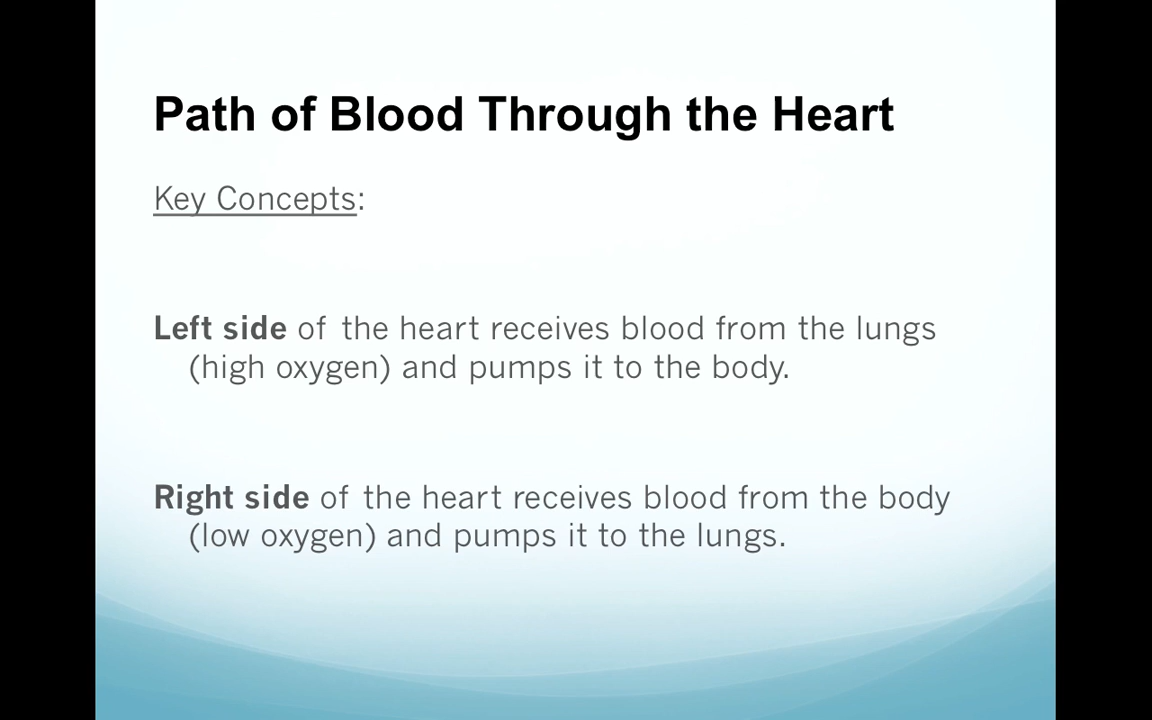 Path of Blood Through the Heart
Key Concepts:
Left side of the heart receives blood from the lungs
(high oxygen) and pumps it to the body.
Right side of the heart receives blood from the body
(low oxygen) and pumps it to the lungs.